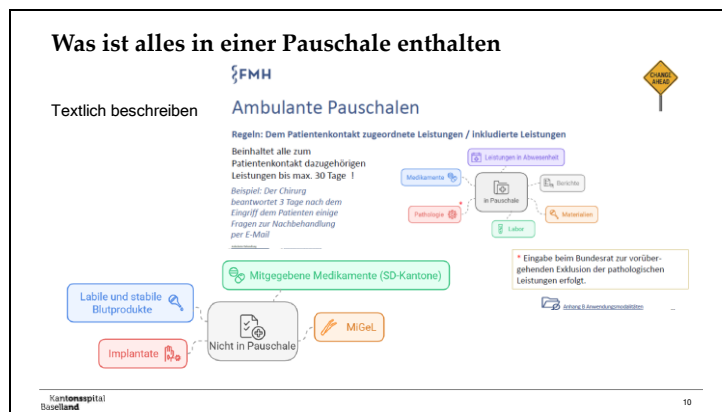 Was ist alles in einer Pauschale enthalten
FMH
CHANGE
AHEAD
Textlich beschreiben
Ambulante Pauschalen
Regeln: Dem Patientenkontakt zugeordnete Leistungen / inkludierte Leistungen
Beinhaltet alle zum
Patientenkontakt dazugehörigen
Leistungen bis max. 30 Tage !
Beispiel: Der Chirurg
beantwortet 3 Tage nach dem
Eingriff dem Patienten einige
Fragen zur Nachbehandlung
per E-Mail
Leistungen in Abwesenheit
Medikamente
Berichte
in Pauschale
Pathologie *
Materialien
Labor
* Eingabe beim Bundesrat zur vorüber-
gehenden Exklusion der pathologischen
Leistungen erfolgt.
Anhang B Anwendungsmodalitäten
Mitgegebene Medikamente (SD-Kantone)
Labile und stabile
Blutprodukte
MiGeL
Nicht in Pauschale
Implantate
Kantonsspital
Baselland
10